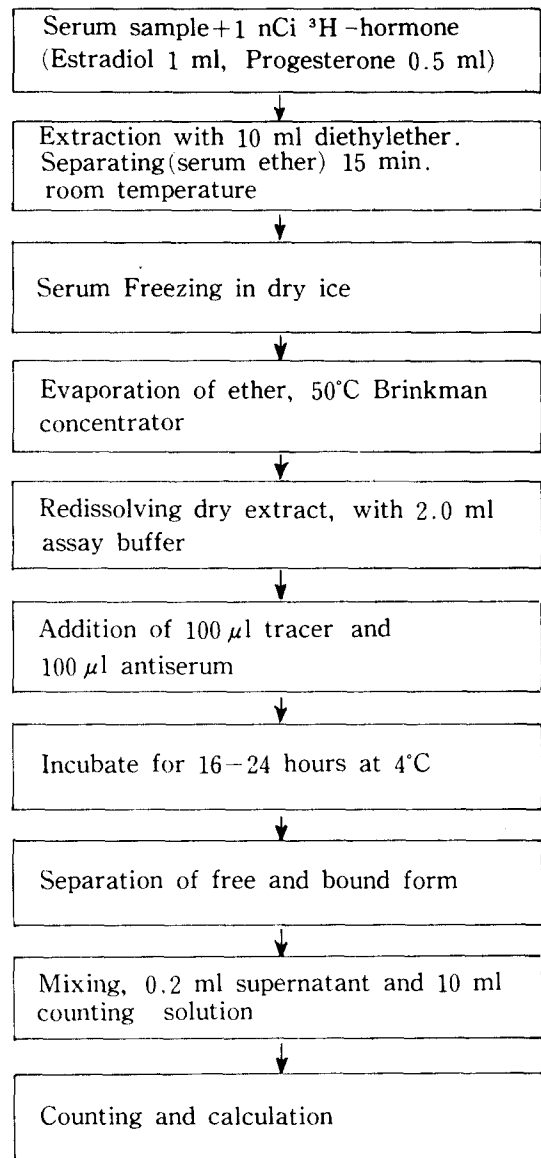 Serum sample+1 nCi ³H-hormone
(Estradiol 1 ml, Progesterone 0.5 ml)
Extraction with 10 ml diethylether.
Separating(serum ether) 15 min.
room temperature
Serum Freezing in dry ice
Evaporation of ether, 50°C Brinkman
concentrator
Redissolving dry extract, with 2.0 ml
assay buffer
Addition of 100 μl tracer and
100 μl antiserum
Incubate for 16-24 hours at 4°C
Separation of free and bound form
Mixing, 0.2 ml supernatant and 10 ml
counting solution
Counting and calculation